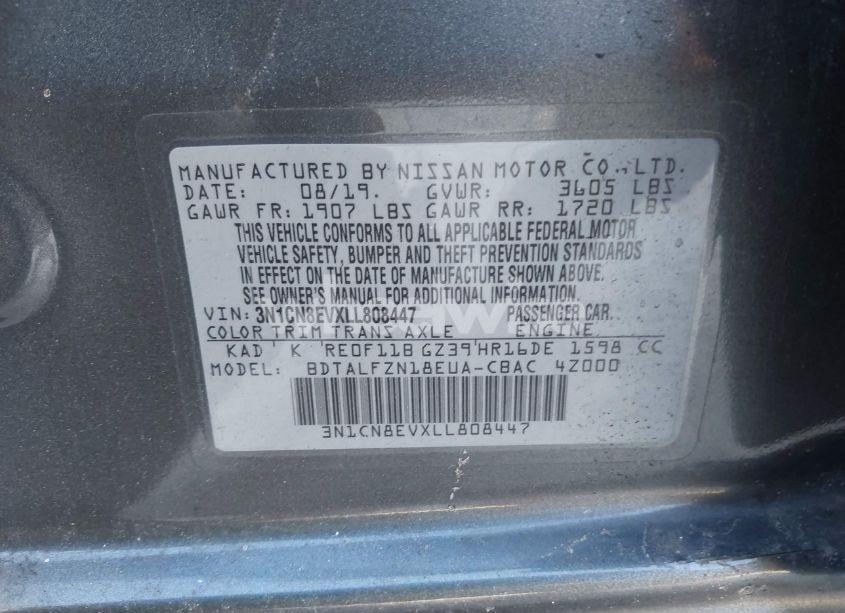 MANUFACTURED BY NISSAN MOTOR CO., LTD.
DATE: 08/19. GVWR: 3605 LBS
GAWR FR: 1907 LBS GAWR RR: 1720 LBS
THIS VEHICLE CONFORMS TO ALL APPLICABLE FEDERAL MOTOR
VEHICLE SAFETY, BUMPER AND THEFT PREVENTION STANDARDS
IN EFFECT ON THE DATE OF MANUFACTURE SHOWN ABOVE.
SEE OWNER'S MANUAL FOR ADDITIONAL INFORMATION.
VIN: 3N1CN8EVXLL808447 PASSENGER CAR.
COLOR TRIM TRANS AXLE ENGINE
KAD K RE0F11B GZ39 HR16DE 1598 CC
MODEL: BDTALFZN18EUA-CBAC 4Z000
3N1CN8EVXLL808447